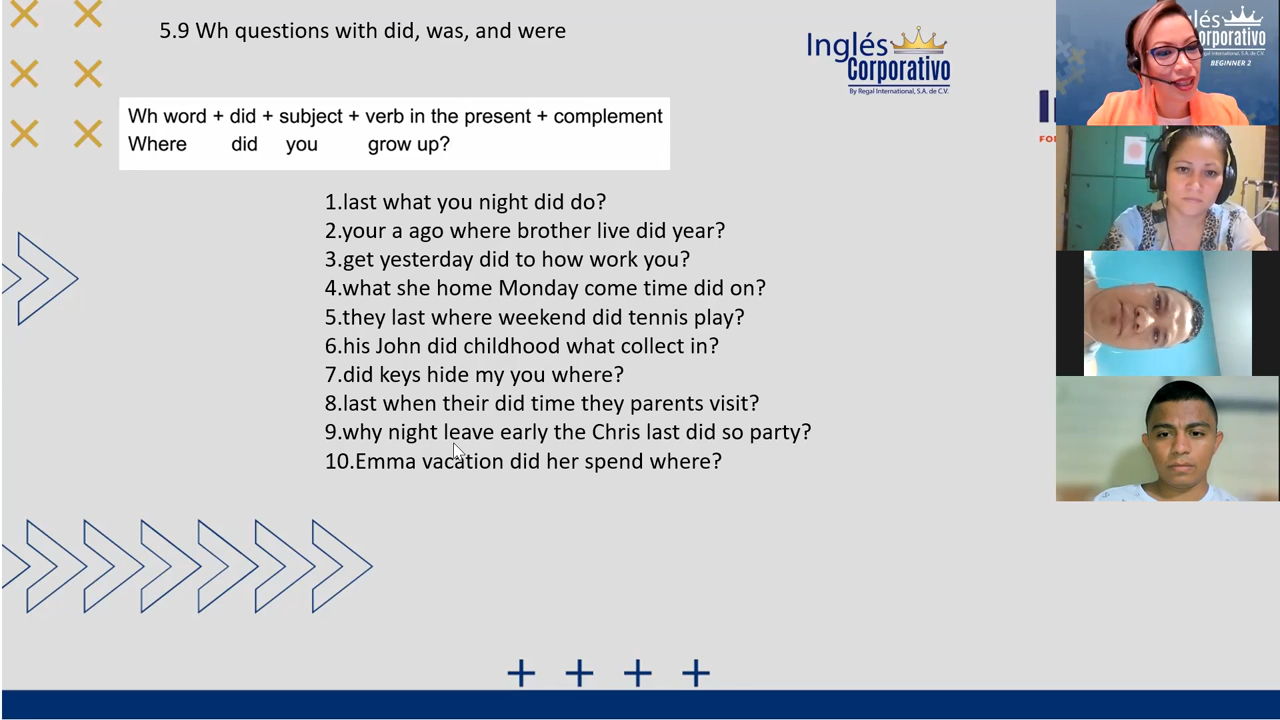 5.9 Wh questions with did, was, and were
Inglés
Corporativo
By Regal International, S.A. de C.V.
Wh word + did + subject + verb in the present + complement
Where did you grow up?
1.last what you night did do?
2.your a ago where brother live did year?
3.get yesterday did to how work you?
4.what she home Monday come time did on?
5.they last where weekend did tennis play?
6.his John did childhood what collect in?
7.did keys hide my you where?
8.last when their did time they parents visit?
9.why night leave early the Chris last did so party?
10.Emma vacation did her spend where?
BEGINNER 2